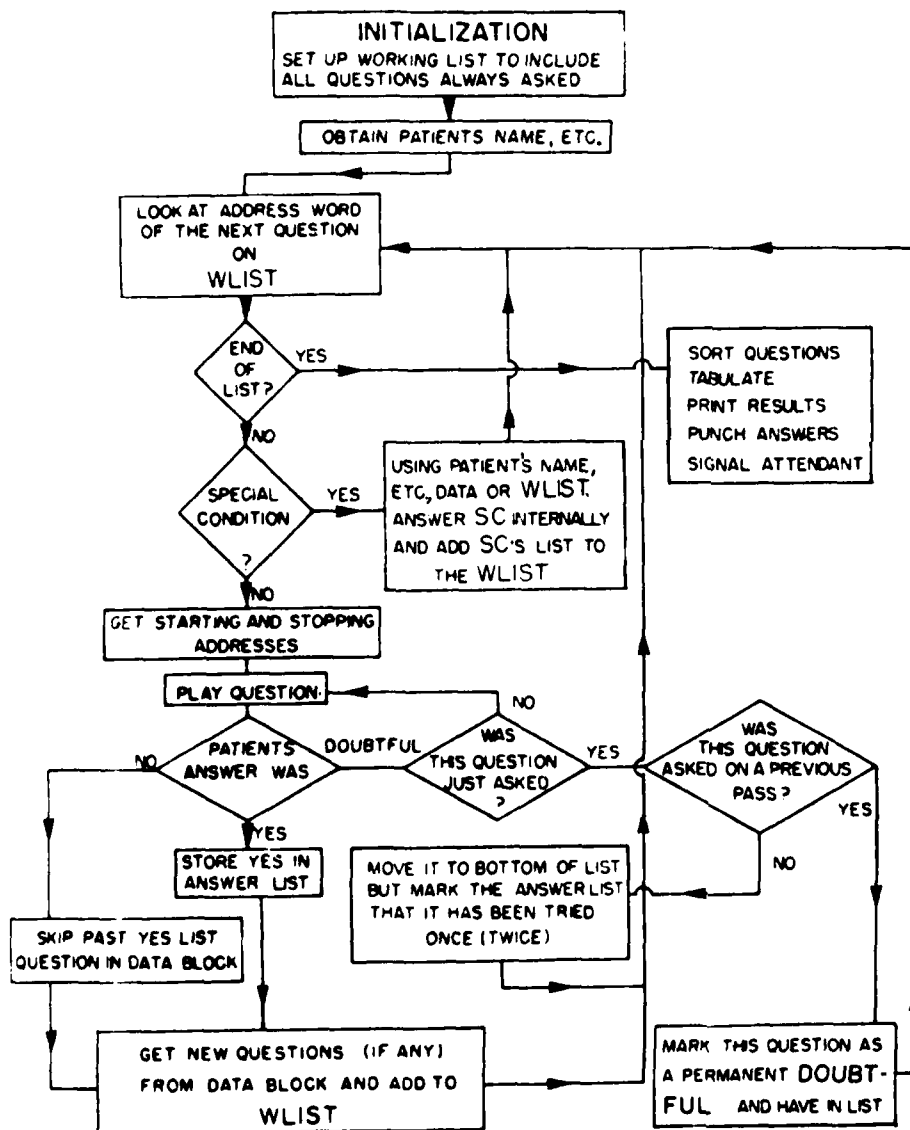 INITIALIZATION
SET UP WORKING LIST TO INCLUDE
ALL QUESTIONS ALWAYS ASKED
OBTAIN PATIENTS NAME, ETC.
LOOK AT ADDRESS WORD
OF THE NEXT QUESTION
ON
WLIST
END
OF
LIST?
YES
NO
SORT QUESTIONS
TABULATE
PRINT RESULTS
PUNCH ANSWERS
SIGNAL ATTENDANT
SPECIAL
CONDITION
?
YES
NO
USING PATIENT'S NAME,
ETC, DATA OR WLIST.
ANSWER SC INTERNALLY
AND ADD SC'S LIST TO
THE WLIST
GET STARTING AND STOPPING
ADDRESSES
PLAY QUESTION.
PATIENTS
ANSWER WAS
NO
DOUBTFUL
YES
WAS
THIS QUESTION
JUST ASKED
?
NO
YES
WAS
THIS QUESTION
ASKED ON A PREVIOUS
PASS?
YES
NO
STORE YES IN
ANSWER LIST
MOVE IT TO BOTTOM OF LIST
BUT MARK THE ANSWER LIST
THAT IT HAS BEEN TRIED
ONCE (TWICE)
SKIP PAST YES LIST
QUESTION IN DATA BLOCK
GET NEW QUESTIONS (IF ANY)
FROM DATA BLOCK AND ADD TO
WLIST
MARK THIS QUESTION AS
A PERMANENT DOUBT-
FUL AND HAVE IN LIST